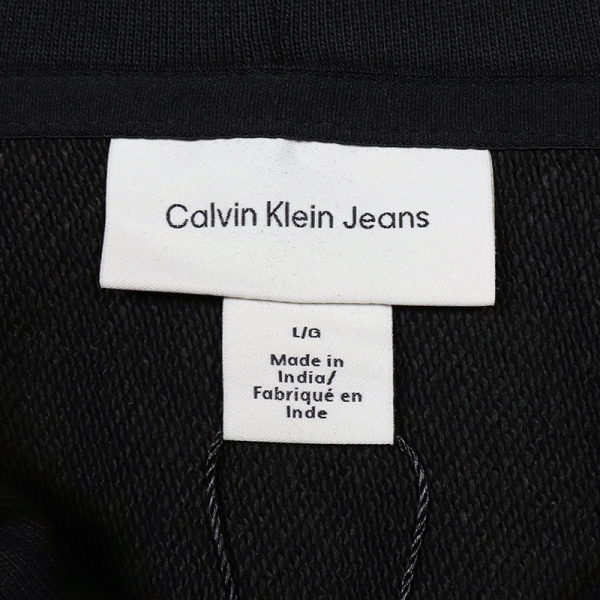 Calvin Klein Jeans
L/G
Made in
India/
Fabriqué en
Inde